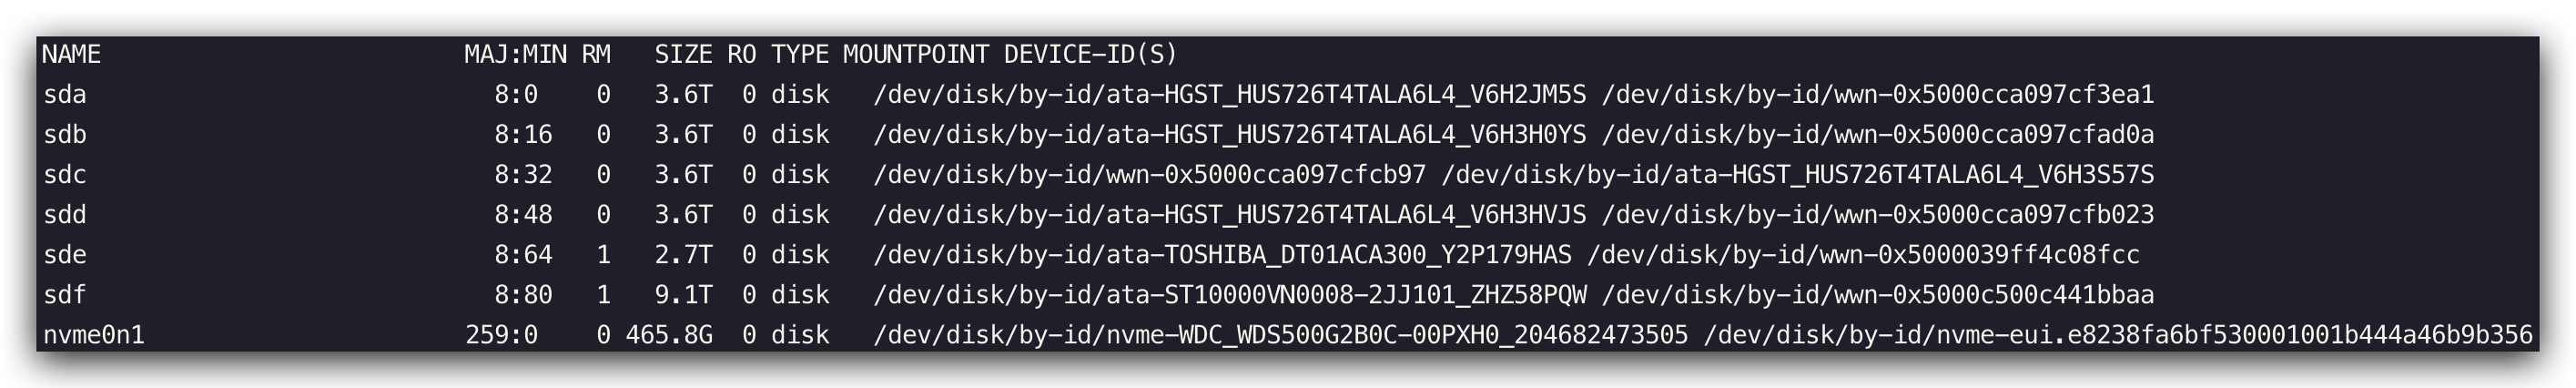 NAME MAJ:MIN RM SIZE RO TYPE MOUNTPOINT DEVICE-ID(S)
sda 8:0 0 3.6T 0 disk /dev/disk/by-id/ata-HGST_HUS726T4TALA6L4_V6H2JM5S /dev/disk/by-id/wwn-0x5000cca097cf3ea1
sdb 8:16 0 3.6T 0 disk /dev/disk/by-id/ata-HGST_HUS726T4TALA6L4_V6H3H0YS /dev/disk/by-id/wwn-0x5000cca097cfad0a
sdc 8:32 0 3.6T 0 disk /dev/disk/by-id/wwn-0x5000cca097cfcb97 /dev/disk/by-id/ata-HGST_HUS726T4TALA6L4_V6H3S57S
sdd 8:48 0 3.6T 0 disk /dev/disk/by-id/ata-HGST_HUS726T4TALA6L4_V6H3HVJS /dev/disk/by-id/wwn-0x5000cca097cfb023
sde 8:64 1 2.7T 0 disk /dev/disk/by-id/ata-TOSHIBA_DT01ACA300_Y2P179HAS /dev/disk/by-id/wwn-0x5000039ff4c08fcc
sdf 8:80 1 9.1T 0 disk /dev/disk/by-id/ata-ST10000VN0008-2JJ101_ZHZ58PQW /dev/disk/by-id/wwn-0x5000c500c441bbaa
nvme0n1 259:0 0 465.8G 0 disk /dev/disk/by-id/nvme-WDC_WDS500G2B0C-00PXH0_204682473505 /dev/disk/by-id/nvme-eui.e8238fa6bf530001001b444a46b9b356